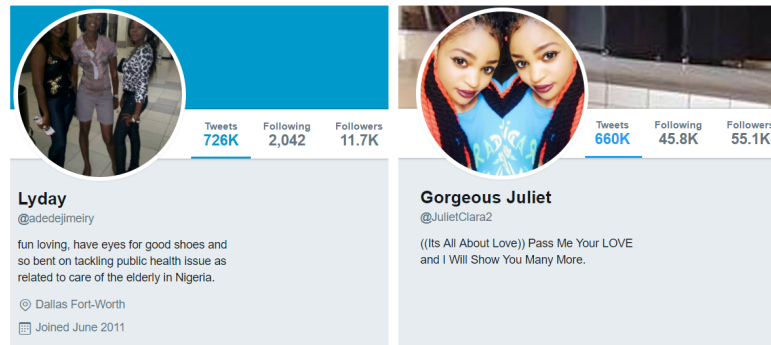 Tweets Following Followers
726K 2,042 11.7K
Lyday
@adedejimeiry
fun loving, have eyes for good shoes and
so bent on tackling public health issue as
related to care of the elderly in Nigeria.
Dallas Fort-Worth
Joined June 2011
Tweets Following Followers
660K 45.8K 55.1K
Gorgeous Juliet
@JulietClara2
((Its All About Love)) Pass Me Your LOVE
and I Will Show You Many More.